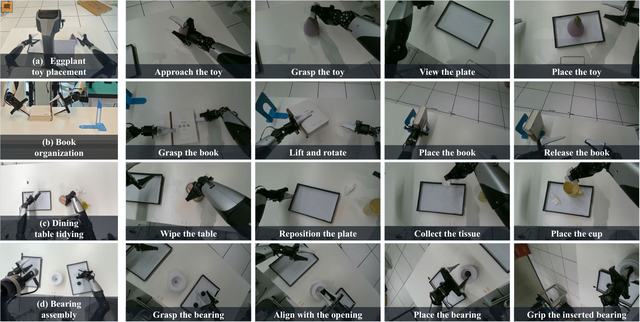 (a) Eggplant
toy placement
Approach the toy
Grasp the toy
View the plate
Place the toy
(b) Book
organization
Grasp the book
Lift and rotate
Place the book
Release the book
(c) Dining
table tidying
Wipe the table
Reposition the plate
Collect the tissue
Place the cup
(d) Bearing
assembly
Grasp the bearing
Align with the opening
Place the bearing
Grip the inserted bearing